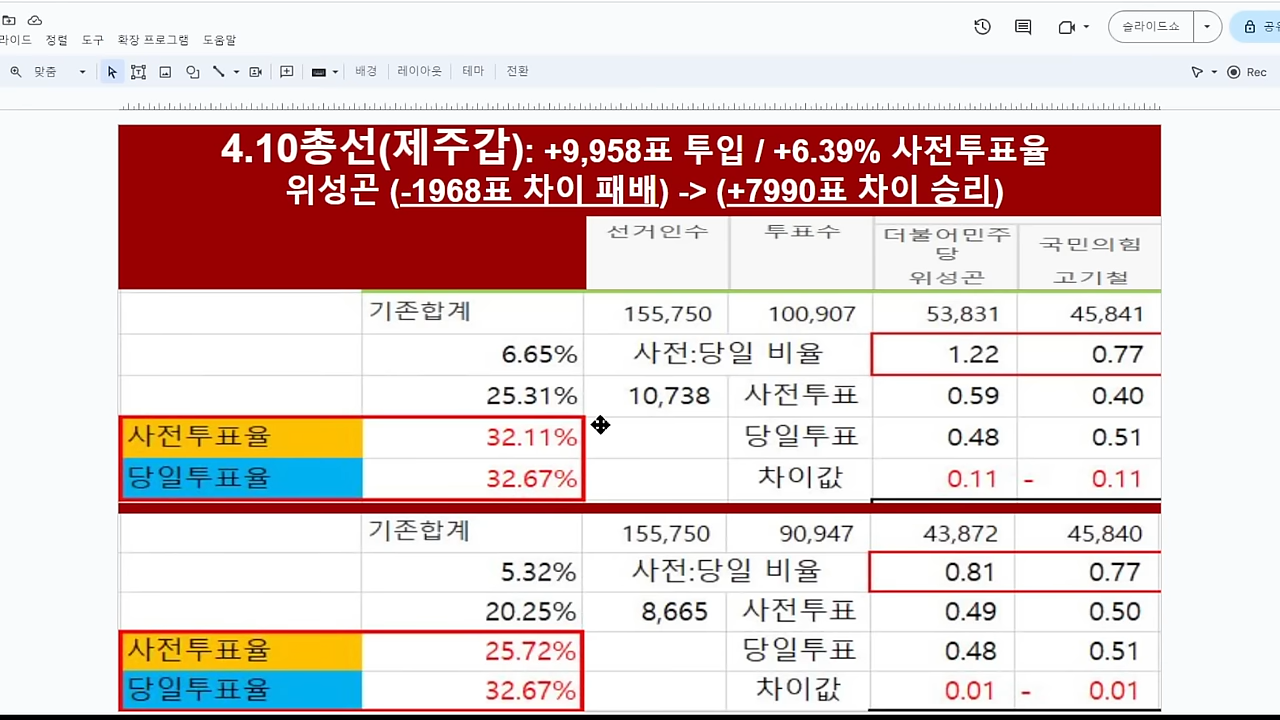 라이드 정렬 도구 확장 프로그램 도움말
슬라이드쇼
공유
맞춤 배경 레이아웃 테마 전환
Rec
4.10총선(제주갑): +9,958표 투입 / +6.39% 사전투표율
위성곤 (-1968표 차이 패배) -> (+7990표 차이 승리)
선거인수 투표수 더불어민주당 국민의힘
위성곤 고기철
기존합계 155,750 100,907 53,831 45,841
6.65% 사전:당일 비율 1.22 0.77
25.31% 10,738 사전투표 0.59 0.40
사전투표율 32.11% 당일투표 0.48 0.51
당일투표율 32.67% 차이값 0.11 - 0.11
기존합계 155,750 90,947 43,872 45,840
5.32% 사전:당일 비율 0.81 0.77
20.25% 8,665 사전투표 0.49 0.50
사전투표율 25.72% 당일투표 0.48 0.51
당일투표율 32.67% 차이값 0.01 - 0.01